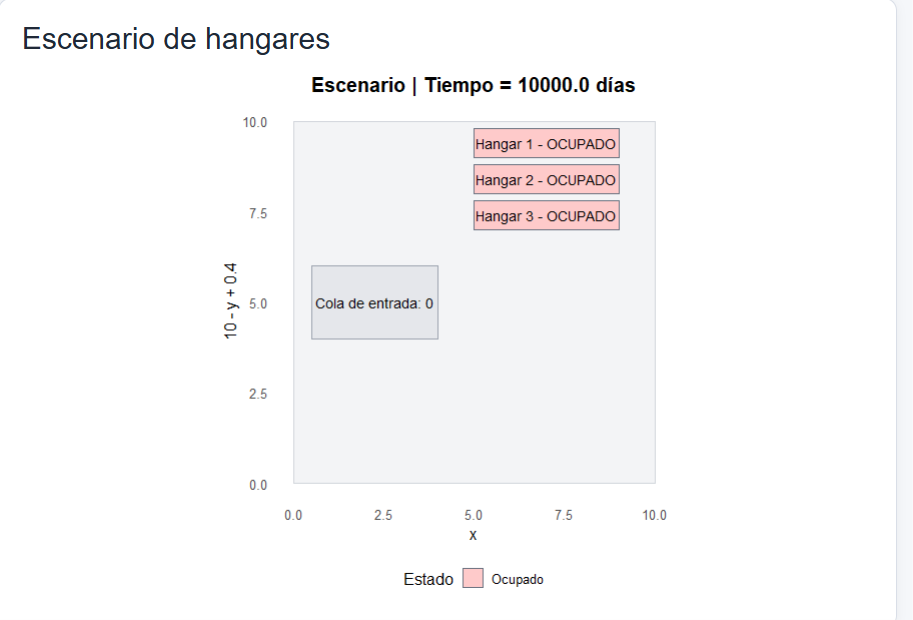 Escenario de hangares
Escenario | Tiempo = 10000.0 días
10.0
Hangar 1 - OCUPADO
Hangar 2 - OCUPADO
7.5
Hangar 3 - OCUPADO
10 - y + 0.4
5.0
Cola de entrada: 0
2.5
0.0
0.0 2.5 5.0 7.5 10.0
x
Estado Ocupado